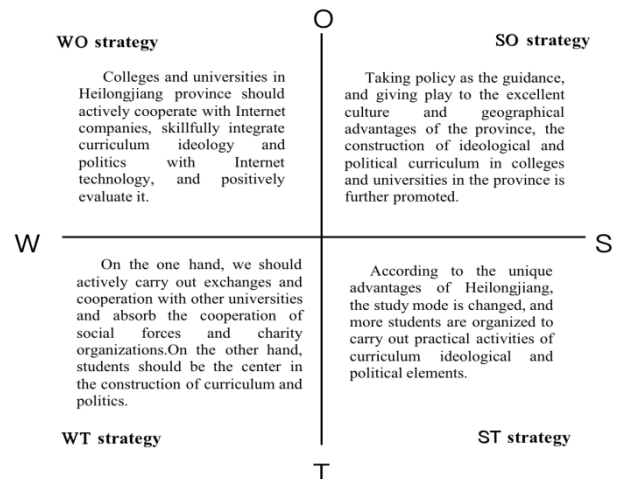 O
WO strategy
Colleges and universities in
Heilongjiang province should
actively cooperate with Internet
companies, skillfully integrate
curriculum ideology and
politics with Internet
technology, and positively
evaluate it.
SO strategy
Taking policy as the guidance,
and giving play to the excellent
culture and geographical
advantages of the province, the
construction of ideological and
political curriculum in colleges
and universities in the province is
further promoted.
W
S
On the one hand, we should
actively carry out exchanges and
cooperation with other universities
and absorb the cooperation of
social forces and charity
organizations.On the other hand,
students should be the center in
the construction of curriculum and
politics.
WT strategy
According to the unique
advantages of Heilongjiang,
the study mode is changed, and
more students are organized to
carry out practical activities of
curriculum ideological and
political elements.
ST strategy
T